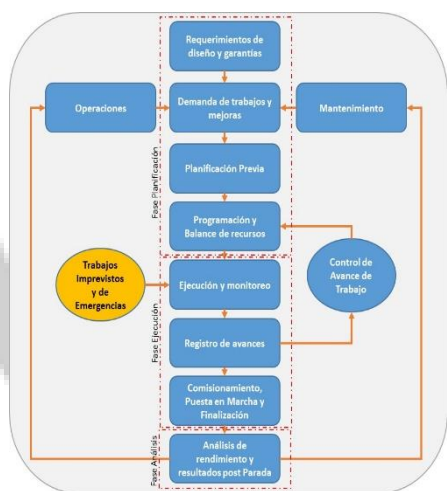 Requerimientos de
diseño y garantías
Operaciones
Demanda de trabajos y
mejoras
Mantenimiento
Planificación Previa
Fase Planificación
Programación y
Balance de recursos
Trabajos
Imprevistos
y de
Emergencias
Ejecución y monitoreo
Control de
Avance de
Trabajo
Fase Ejecución
Registro de avances
Comisionamiento,
Puesta en Marcha y
Finalización
Fase Análisis
Análisis de
rendimiento y
resultados post Parada